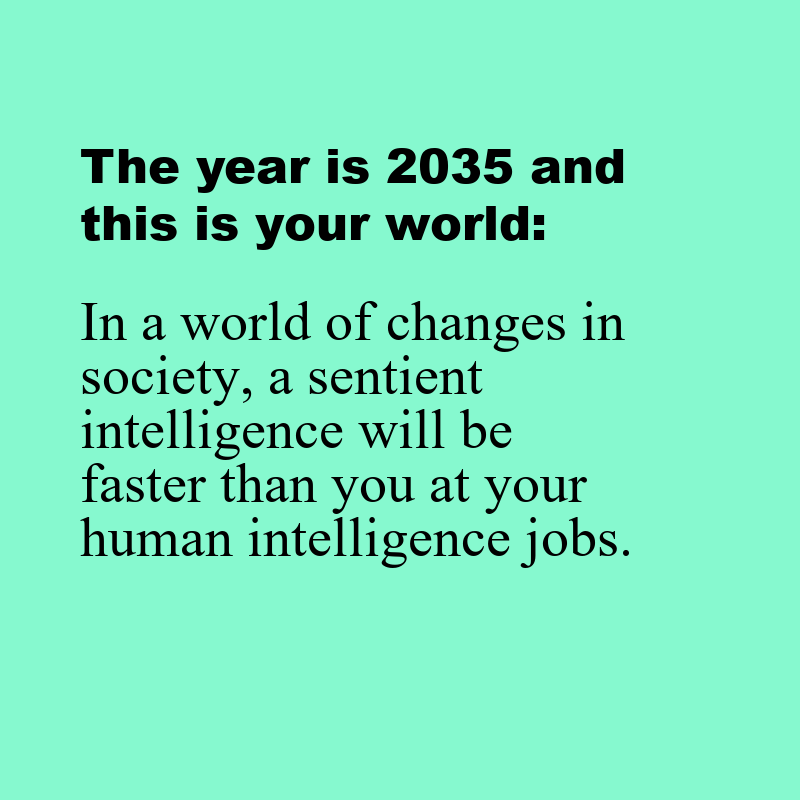 The year is 2035 and
this is your world:
In a world of changes in
society, a sentient
intelligence will be
faster than you at your
human intelligence jobs.